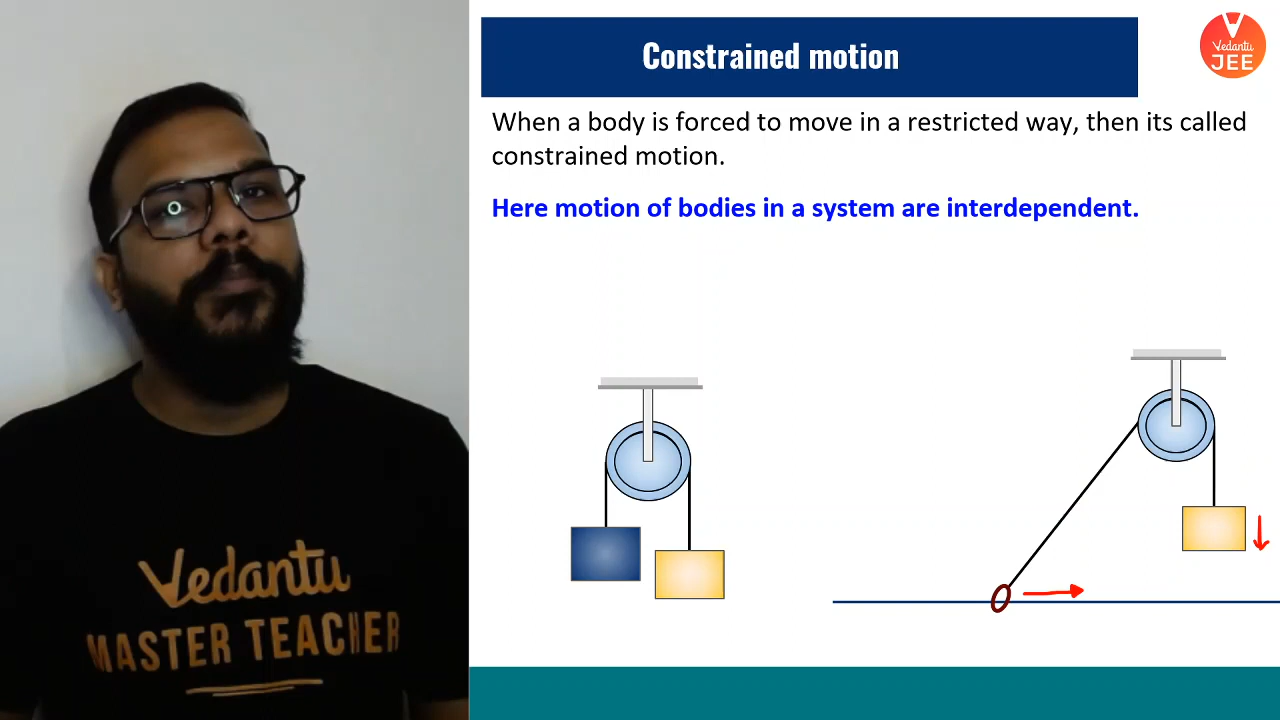 Constrained motion
Vedantu
JEE
When a body is forced to move in a restricted way, then its called
constrained motion.
Here motion of bodies in a system are interdependent.
Vedantu
MASTER TEACHER